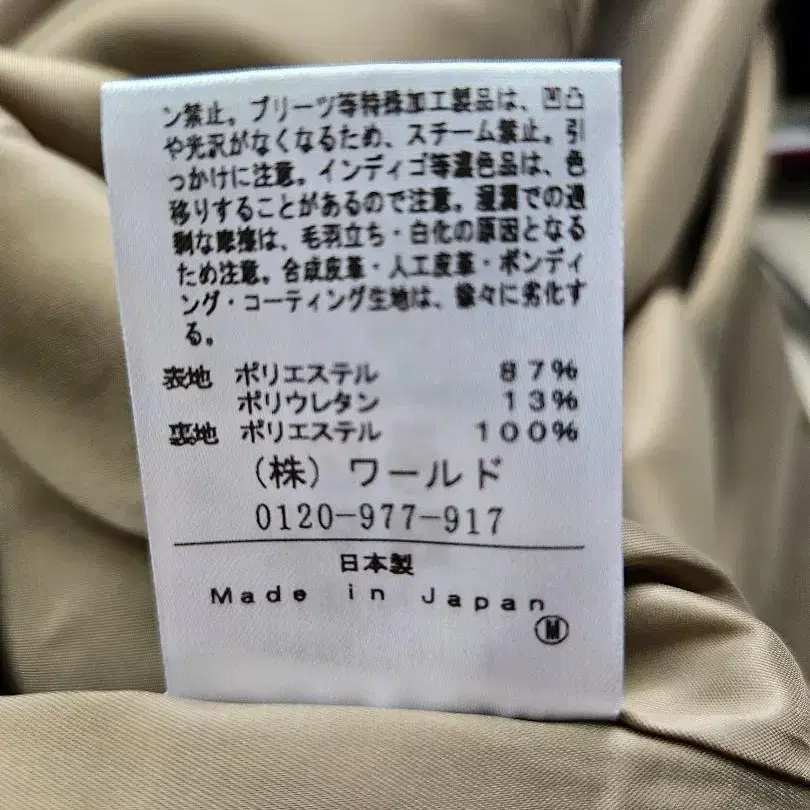 ン禁止。プリーツ等特殊加工製品は、凹凸
や光沢がなくなるため、スチーム禁止。引
っかけに注意。インディゴ等濃色品は、色
移りすることがあるので注意。湿潤での過
剰な摩擦は、毛羽立ち・白化の原因となる
ため注意。合成皮革・人工皮革・ボンディ
ング・コーティング生地は、徐々に劣化す
る。
表地 ポリエステル 87%
ポリウレタン 13%
裏地 ポリエステル 100%
(株) ワールド
0120-977-917
日本製
Made in Japan
Ⓜ